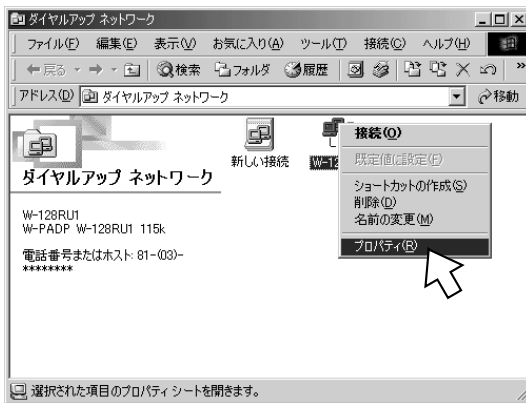 ダイヤルアップ ネットワーク
ファイル(F) 編集(E) 表示(V) お気に入り(A) ツール(T) 接続(C) ヘルプ(H)
戻る 検索 フォルダ 履歴 »
アドレス(D) ダイヤルアップ ネットワーク 移動
新しい接続 W-12
ダイヤルアップ ネットワーク
W-128RU1
W-PADP W-128RU1 115k
電話番号またはホスト: 81-(03)-
********
接続(O)
既定値に設定(F)
ショートカットの作成(S)
削除(D)
名前の変更(M)
プロパティ(R)
選択された項目のプロパティ シートを開きます。